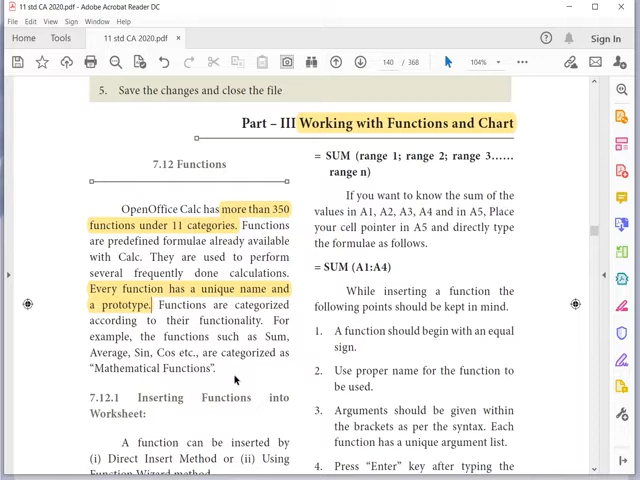 11 std CA 2020.pdf - Adobe Acrobat Reader DC
File Edit View Sign Window Help
Home Tools 11 std CA 2020.pdf × Sign In
140 / 368 104%
5. Save the changes and close the file
Part – III Working with Functions and Chart
7.12 Functions
OpenOffice Calc has more than 350
functions under 11 categories. Functions
are predefined formulae already available
with Calc. They are used to perform
several frequently done calculations.
Every function has a unique name and
a prototype. Functions are categorized
according to their functionality. For
example, the functions such as Sum,
Average, Sin, Cos etc., are categorized as
“Mathematical Functions”.
7.12.1 Inserting Functions into
Worksheet:
A function can be inserted by
(i) Direct Insert Method or (ii) Using
Function Wizard method
= SUM (range 1; range 2; range 3……
range n)
If you want to know the sum of the
values in A1, A2, A3, A4 and in A5, Place
your cell pointer in A5 and directly type
the formulae as follows.
= SUM (A1:A4)
While inserting a function the
following points should be kept in mind.
1. A function should begin with an equal
sign.
2. Use proper name for the function to
be used.
3. Arguments should be given within
the brackets as per the syntax. Each
function has a unique argument list.
4. Press “Enter” key after typing the